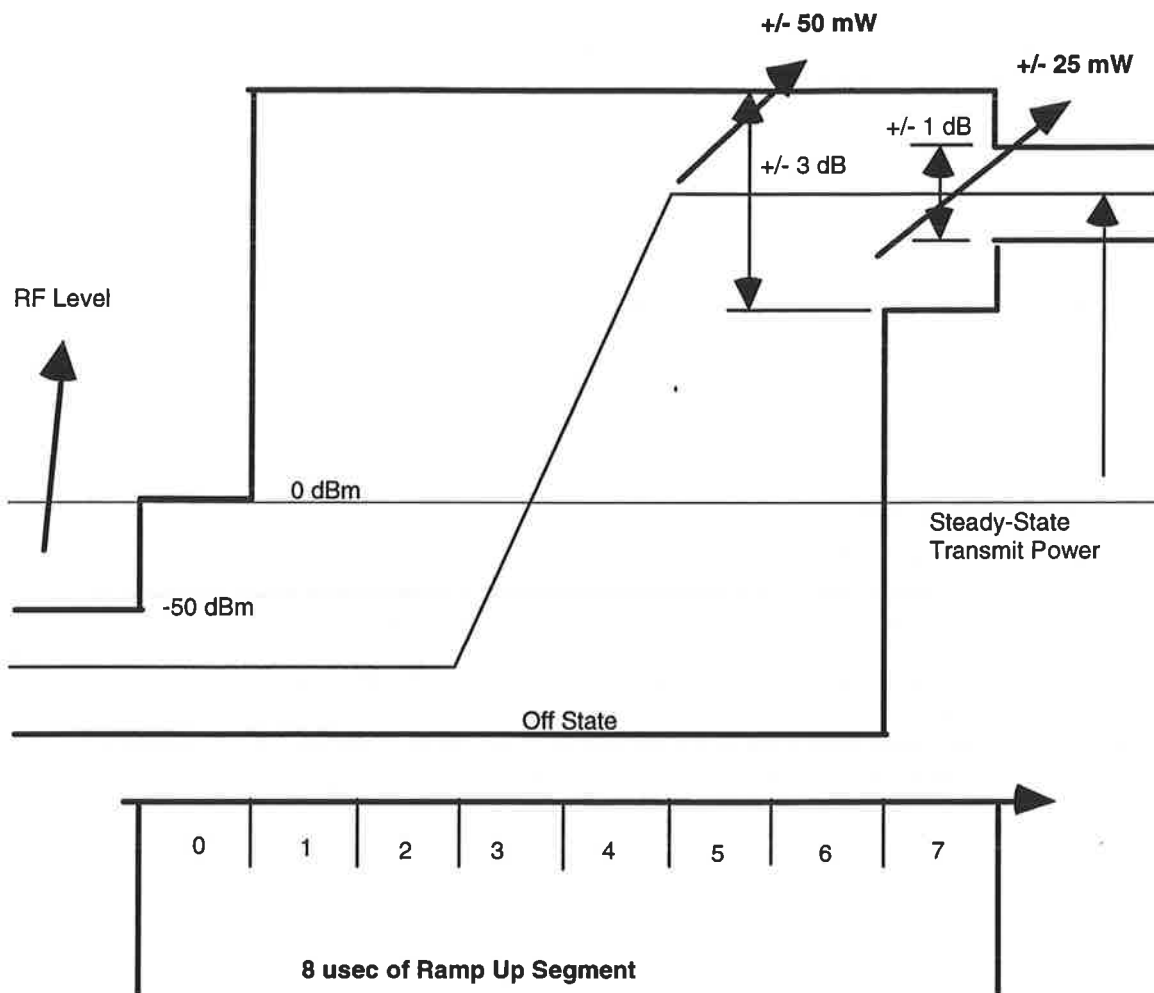 +/- 50 mW
+/- 25 mW
+/- 1 dB
+/- 3 dB
RF Level
0 dBm
Steady-State
Transmit Power
-50 dBm
Off State
0 1 2 3 4 5 6 7
8 usec of Ramp Up Segment